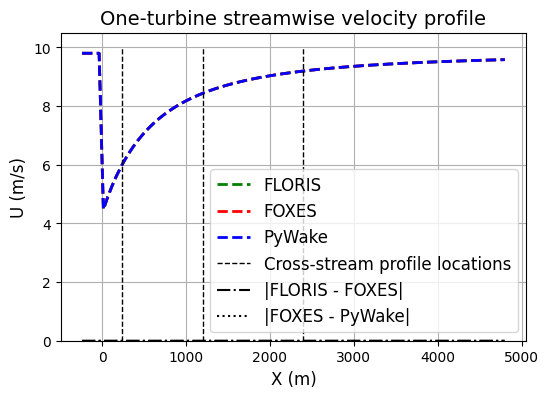 One-turbine streamwise velocity profile
U (m/s)
10
8
6
4
2
0
FLORIS
FOXES
PyWake
Cross-stream profile locations
|FLORIS - FOXES|
|FOXES - PyWake|
0 1000 2000 3000 4000 5000
X (m)